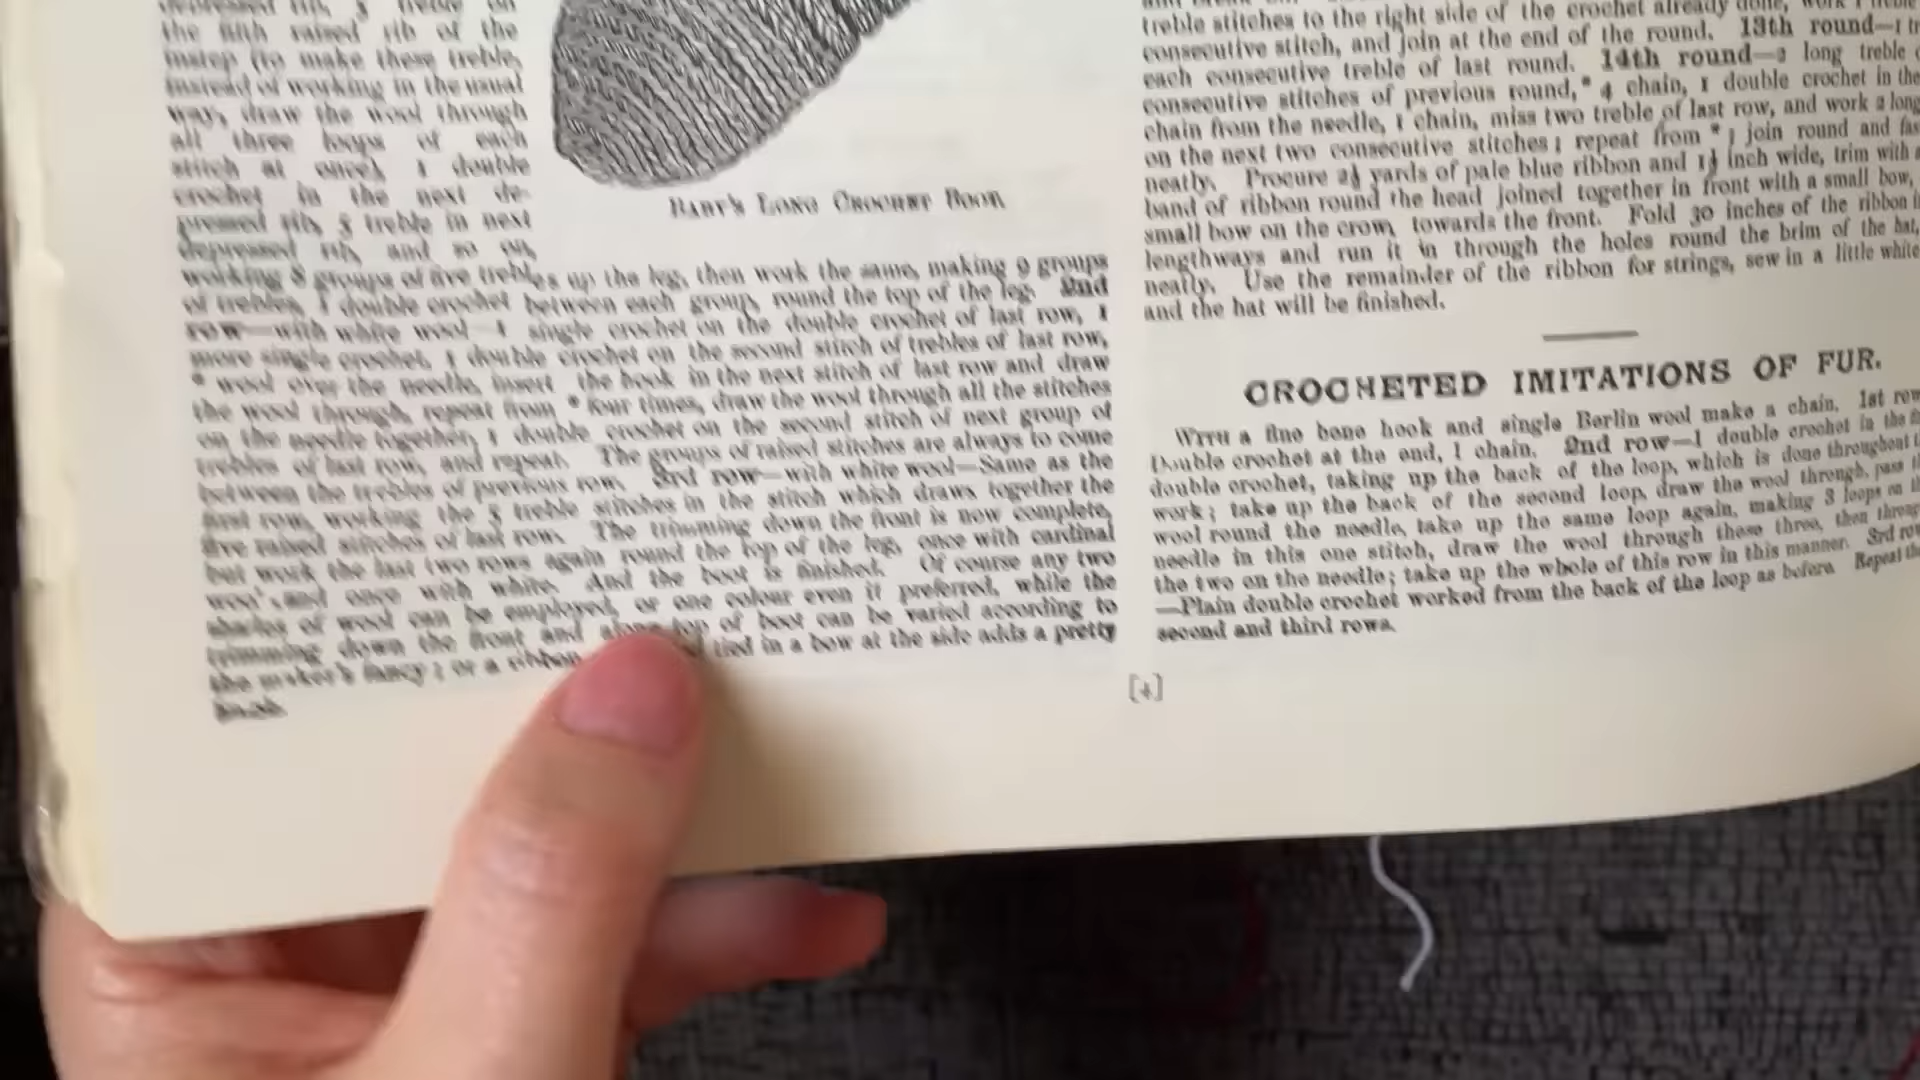 the fifth raised rib of the
instep (to make these treble,
instead of working in the usual
way, draw the wool through
all three loops of each
stitch at once), 1 double
crochet in the next de-
pressed rib, 5 treble in next
depressed rib, and so on,
BABY'S LONG CROCHET BOOT.
working 8 groups of five trebles up the leg, then work the same, making 9 groups
of trebles, 1 double crochet between each group, round the top of the leg. 2nd
row—with white wool—1 single crochet on the double crochet of last row, 1
more single crochet, 1 double crochet on the second stitch of trebles of last row,
* wool over the needle, insert the hook in the next stitch of last row and draw
the wool through, repeat from * four times, draw the wool through all the stitches
on the needle together, 1 double crochet on the second stitch of next group of
trebles of last row, and repeat. The groups of raised stitches are always to come
between the trebles of previous row. 3rd row—with white wool—Same as the
first row, working the 5 treble stitches in the stitch which draws together the
five raised stitches of last row. The trimming down the front is now complete,
but work the last two rows again round the top of the leg, once with cardinal
wool and once with white. And the boot is finished. Of course any two
shades of wool can be employed, or one colour even if preferred, while the
trimming down the front and along top of boot can be varied according to
the maker's fancy; or a ribbon tied in a bow at the side adds a pretty
finish.
treble stitches to the right side of the crochet already done, work 1 treble
consecutive stitch, and join at the end of the round. 13th round—1
each consecutive treble of last round. 14th round—2 long treble
consecutive stitches of previous round, * 4 chain, 1 double crochet in the
chain from the needle, 1 chain, miss two treble of last row, and work 2 long
on the next two consecutive stitches; repeat from *; join round and
neatly. Procure 2½ yards of pale blue ribbon and 1½ inch wide, trim with a
band of ribbon round the head joined together in front with a small bow,
small bow on the crown towards the front. Fold 30 inches of the ribbon
lengthways and run it in through the holes round the brim of the hat,
neatly. Use the remainder of the ribbon for strings, sew in a little white
and the hat will be finished.
CROCHETED IMITATIONS OF FUR.
WITH a fine bone hook and single Berlin wool make a chain. 1st row
Double crochet at the end, 1 chain. 2nd row—1 double crochet in the
double crochet, taking up the back of the loop, which is done throughout
work; take up the back of the second loop, draw the wool through, pass
wool round the needle, take up the same loop again, making 3 loops on
needle in this one stitch, draw the wool through these three, then
the two on the needle; take up the whole of this row in this manner. 3rd row
—Plain double crochet worked from the back of the loop as before. Repeat
second and third rows.
[4]